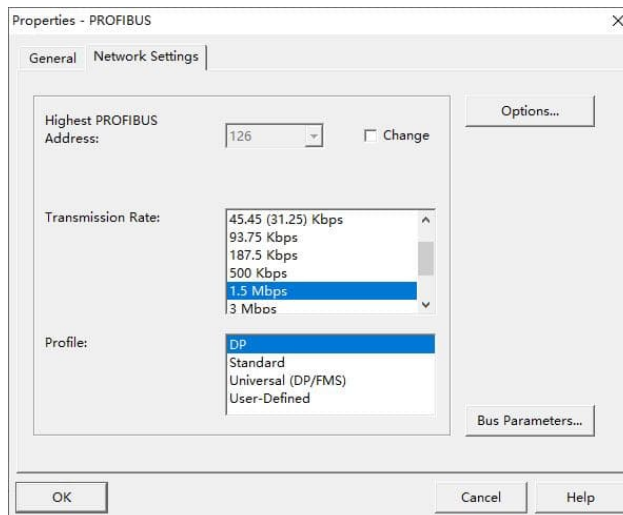 Properties - PROFIBUS
General
Network Settings
Highest PROFIBUS
Address:
126
Change
Options...
Transmission Rate:
45.45 (31.25) Kbps
93.75 Kbps
187.5 Kbps
500 Kbps
1.5 Mbps
3 Mbps
Profile:
DP
Standard
Universal (DP/FMS)
User-Defined
Bus Parameters...
OK
Cancel
Help